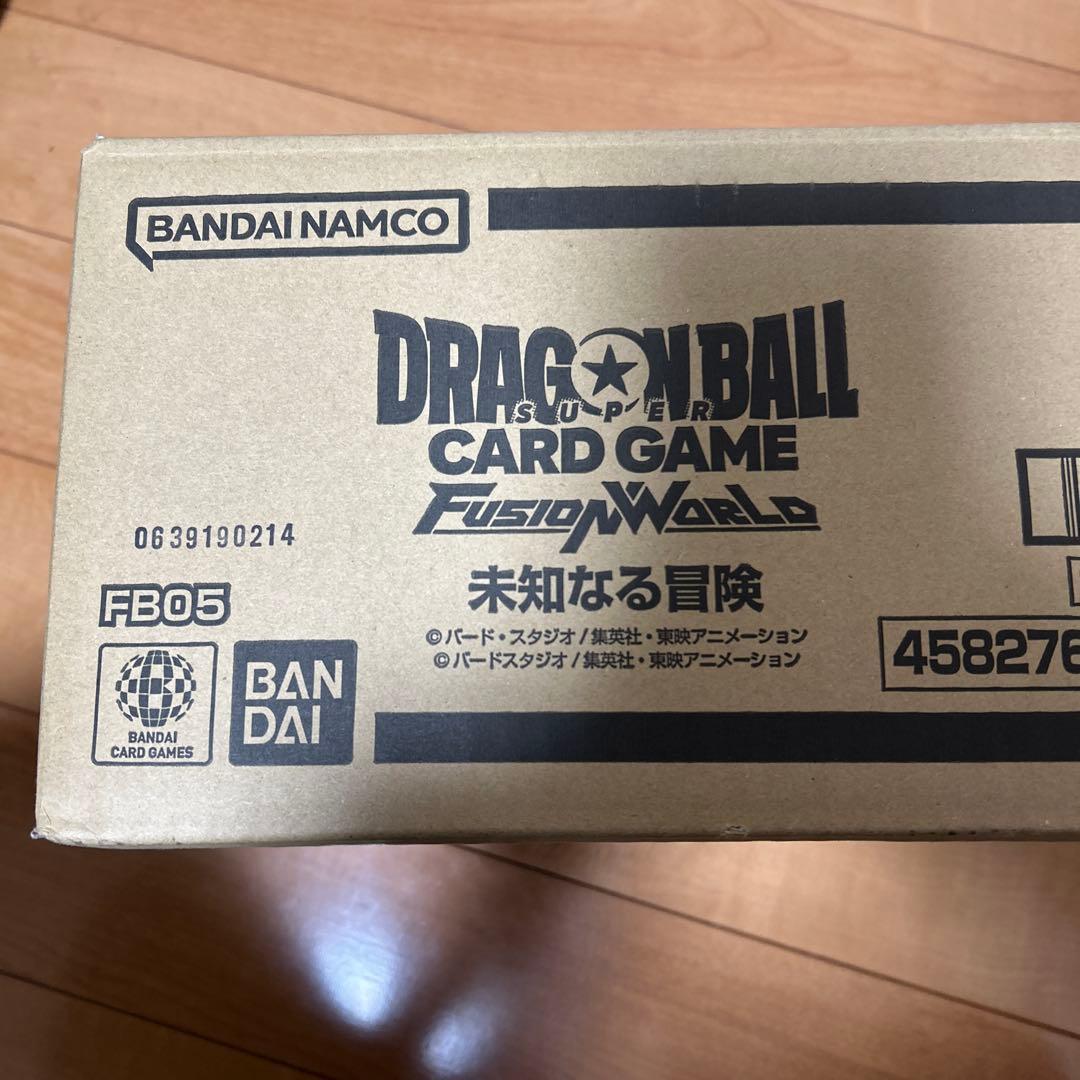 BANDAI NAMCO
DRAGON BALL
SUPER
CARD GAME
FUSION WORLD
0639190214
未知なる冒険
FB05
©バード・スタジオ/集英社・東映アニメーション
©バードスタジオ/集英社・東映アニメーション
458276
BANDAI
CARD GAMES
BAN
DAI